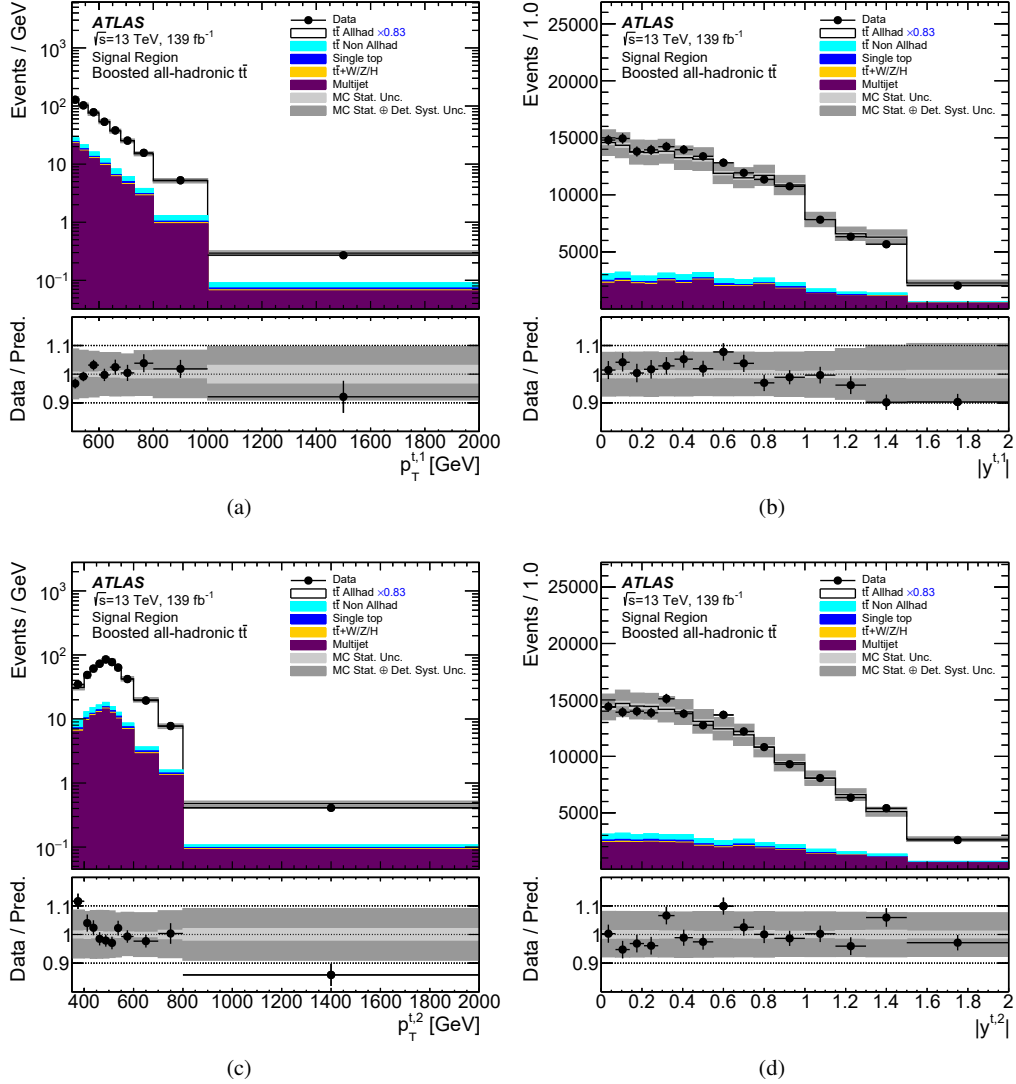 Events / GeV
10³
10²
10
1
10⁻¹
ATLAS
√s=13 TeV, 139 fb⁻¹
Signal Region
Boosted all-hadronic tt̄
Data
tt̄ Allhad ×0.83
tt̄ Non Allhad
Single top
tt̄+W/Z/H
Multijet
MC Stat. Unc.
MC Stat. ⊕ Det. Syst. Unc.
Data / Pred.
1.1
1
0.9
600 800 1000 1200 1400 1600 1800 2000
p_T^{t,1} [GeV]
(a)
Events / 1.0
25000
20000
15000
10000
5000
ATLAS
√s=13 TeV, 139 fb⁻¹
Signal Region
Boosted all-hadronic tt̄
Data
tt̄ Allhad ×0.83
tt̄ Non Allhad
Single top
tt̄+W/Z/H
Multijet
MC Stat. Unc.
MC Stat. ⊕ Det. Syst. Unc.
Data / Pred.
1.1
1
0.9
0 0.2 0.4 0.6 0.8 1 1.2 1.4 1.6 1.8 2
|y^{t,1}|
(b)
Events / GeV
10³
10²
10
1
10⁻¹
ATLAS
√s=13 TeV, 139 fb⁻¹
Signal Region
Boosted all-hadronic tt̄
Data
tt̄ Allhad ×0.83
tt̄ Non Allhad
Single top
tt̄+W/Z/H
Multijet
MC Stat. Unc.
MC Stat. ⊕ Det. Syst. Unc.
Data / Pred.
1.1
1
0.9
400 600 800 1000 1200 1400 1600 1800 2000
p_T^{t,2} [GeV]
(c)
Events / 1.0
25000
20000
15000
10000
5000
ATLAS
√s=13 TeV, 139 fb⁻¹
Signal Region
Boosted all-hadronic tt̄
Data
tt̄ Allhad ×0.83
tt̄ Non Allhad
Single top
tt̄+W/Z/H
Multijet
MC Stat. Unc.
MC Stat. ⊕ Det. Syst. Unc.
Data / Pred.
1.1
1
0.9
0 0.2 0.4 0.6 0.8 1 1.2 1.4 1.6 1.8 2
|y^{t,2}|
(d)